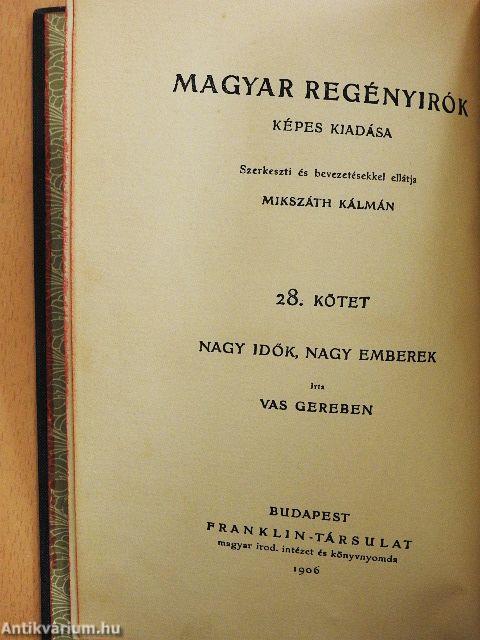 MAGYAR REGÉNYIRÓK
KÉPES KIADÁSA
Szerkeszti és bevezetésekkel ellátja
MIKSZÁTH KÁLMÁN
28. KÖTET
NAGY IDŐK, NAGY EMBEREK
irta
VAS GEREBEN
BUDAPEST
FRANKLIN-TÁRSULAT
magyar irod. intézet és könyvnyomda
1906
Antikvárium.hu